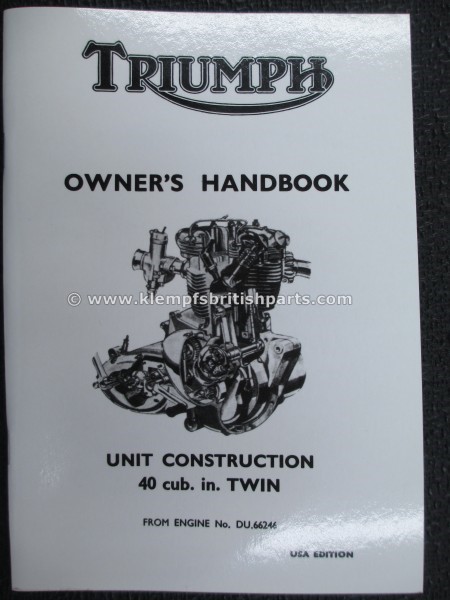 TRIUMPH
OWNER'S HANDBOOK
© www.klempfsbritishparts.com
UNIT CONSTRUCTION
40 cub. in. TWIN
FROM ENGINE No. DU.66246
USA EDITION